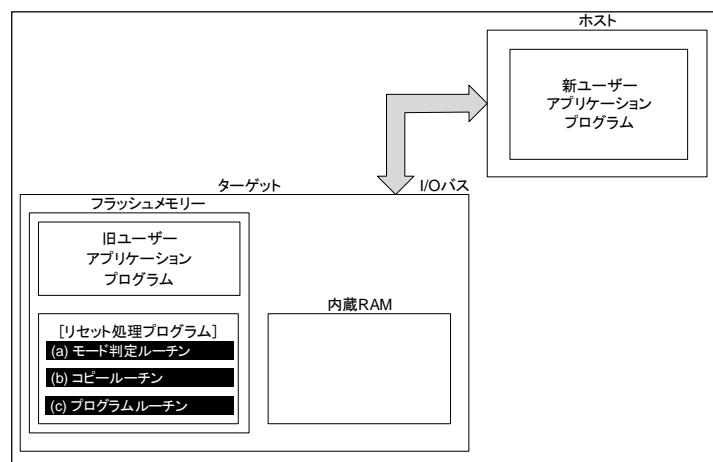 ホスト
新ユーザー
アプリケーション
プログラム
ターゲット
I/Oバス
フラッシュメモリー
旧ユーザー
アプリケーション
プログラム
内蔵RAM
[リセット処理プログラム]
(a) モード判定ルーチン
(b) コピールーチン
(c) プログラムルーチン